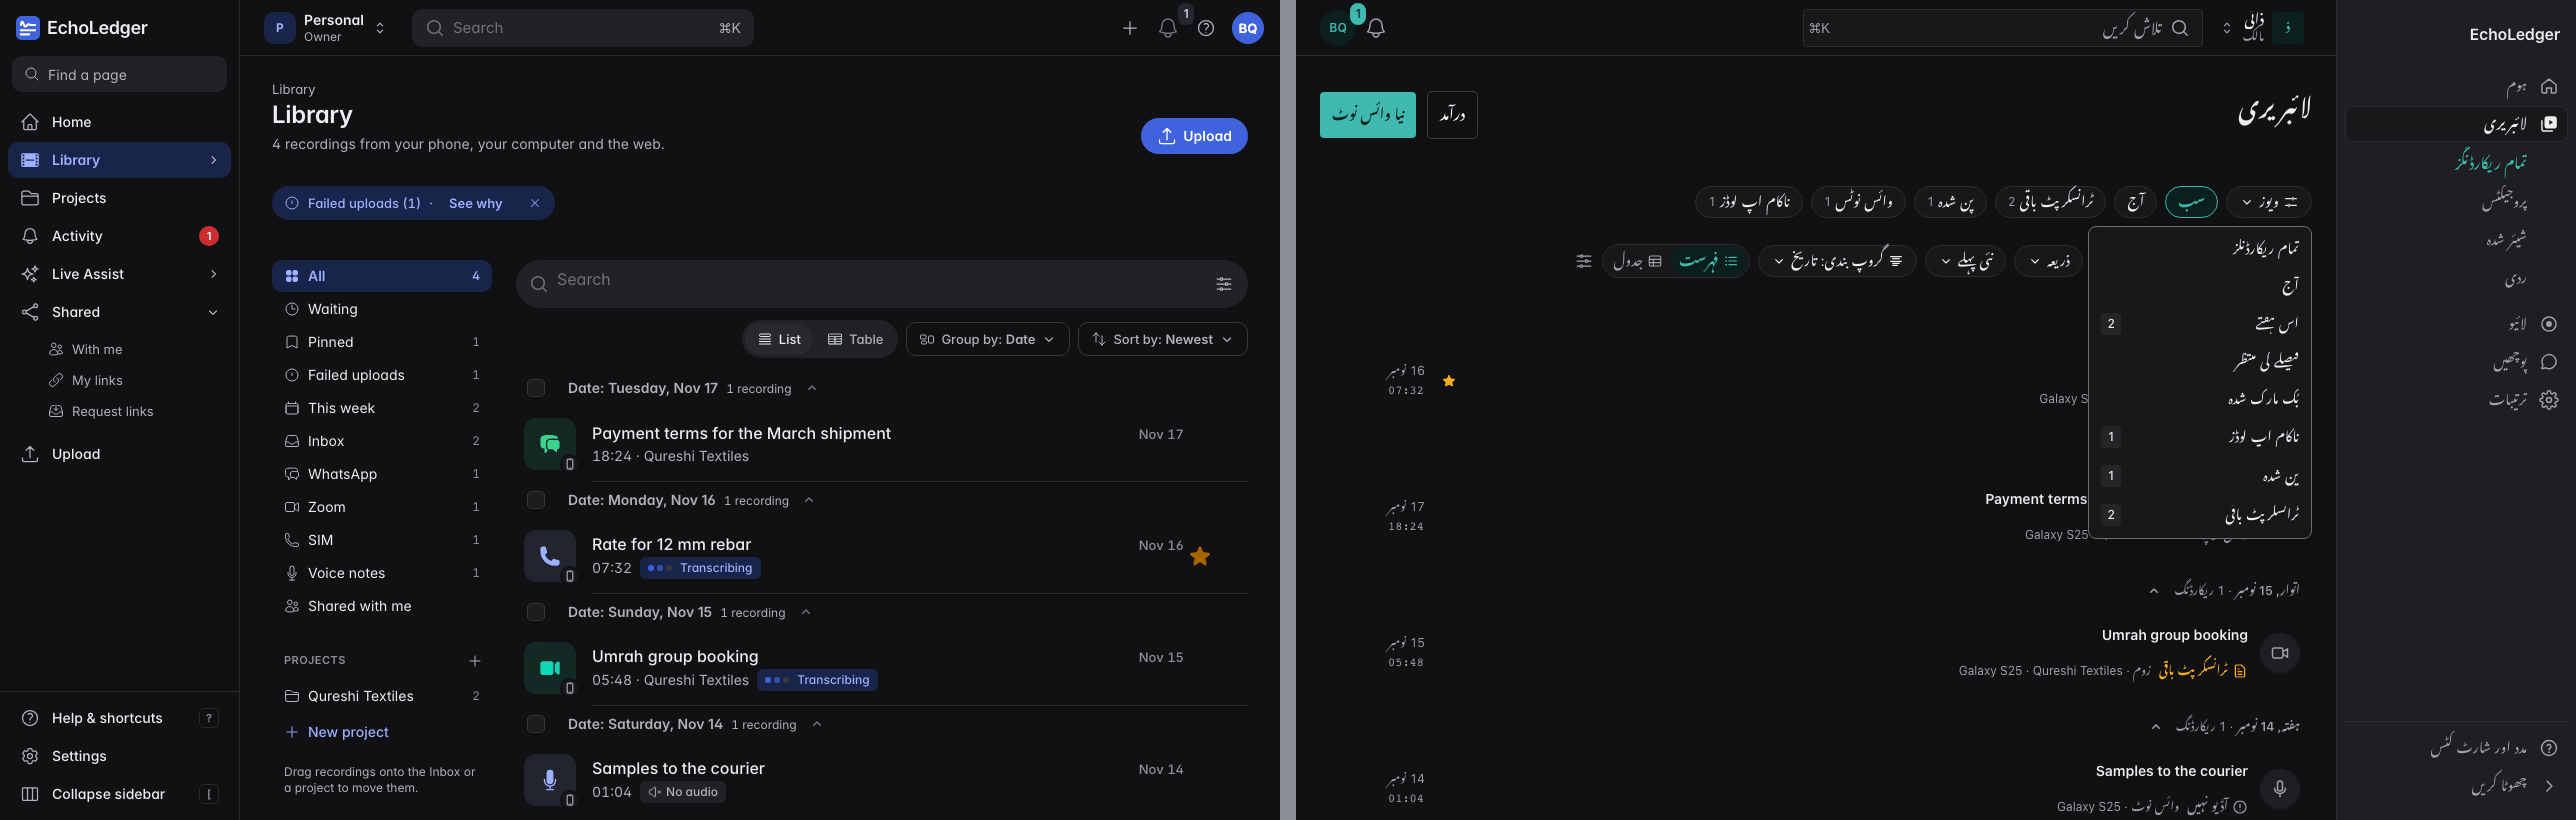 EchoLedger
Find a page
Home
Library
Projects
Activity 1
Live Assist
Shared
With me
My links
Request links
Upload
Help & shortcuts ?
Settings
Collapse sidebar [
P Personal
Owner
Search ⌘K
1
BQ
Library
Library
4 recordings from your phone, your computer and the web.
Upload
Failed uploads (1) · See why
All 4
Waiting
Pinned 1
Failed uploads 1
This week 2
Inbox 2
WhatsApp 1
Zoom 1
SIM 1
Voice notes 1
Shared with me
PROJECTS
Qureshi Textiles 2
New project
Drag recordings onto the Inbox or
a project to move them.
Search
List Table Group by: Date Sort by: Newest
Date: Tuesday, Nov 17 1 recording
Payment terms for the March shipment Nov 17
18:24 · Qureshi Textiles
Date: Monday, Nov 16 1 recording
Rate for 12 mm rebar Nov 16
07:32 Transcribing
Date: Sunday, Nov 15 1 recording
Umrah group booking Nov 15
05:48 · Qureshi Textiles Transcribing
Date: Saturday, Nov 14 1 recording
Samples to the courier Nov 14
01:04 No audio
EchoLedger
ہوم
لائبریری
تمام ریکارڈنگز
پروجیکٹس
شیئر شدہ
ردی
لائیو
پوچھیں
ترتیبات
مدد اور شارٹ کٹس
چھوٹا کریں
ذ ذاتی
مالک
تلاش کریں ⌘K
1
BQ
لائبریری
درآمد
نیا وائس نوٹ
ویوز
سب
آج
ٹرانسکرپٹ باقی 2
پن شدہ 1
وائس نوٹس 1
ناکام اپ لوڈز 1
ذریعہ
نئی پہلے
گروپ بندی: تاریخ
فہرست
جدول
تمام ریکارڈنگز
آج
اس ہفتے 2
فیصلے کی منتظر
بُک مارک شدہ
ناکام اپ لوڈز 1
پن شدہ 1
ٹرانسکرپٹ باقی 2
16 نومبر
07:32
Galaxy S
Payment terms
17 نومبر
18:24
Galaxy S25
اتوار, 15 نومبر · 1 ریکارڈنگ
Umrah group booking
15 نومبر
05:48
ٹرانسکرپٹ باقی زوم · Galaxy S25 · Qureshi Textiles
ہفتہ, 14 نومبر · 1 ریکارڈنگ
Samples to the courier
14 نومبر
01:04
آڈیو نہیں وائس نوٹ · Galaxy S25